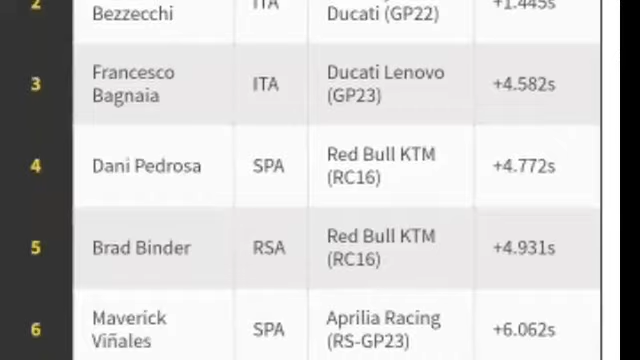 2
Bezzecchi
ITA
Ducati (GP22)
+1.445s
3
Francesco
Bagnaia
ITA
Ducati Lenovo
(GP23)
+4.582s
4
Dani Pedrosa
SPA
Red Bull KTM
(RC16)
+4.772s
5
Brad Binder
RSA
Red Bull KTM
(RC16)
+4.931s
6
Maverick
Viñales
SPA
Aprilia Racing
(RS-GP23)
+6.062s